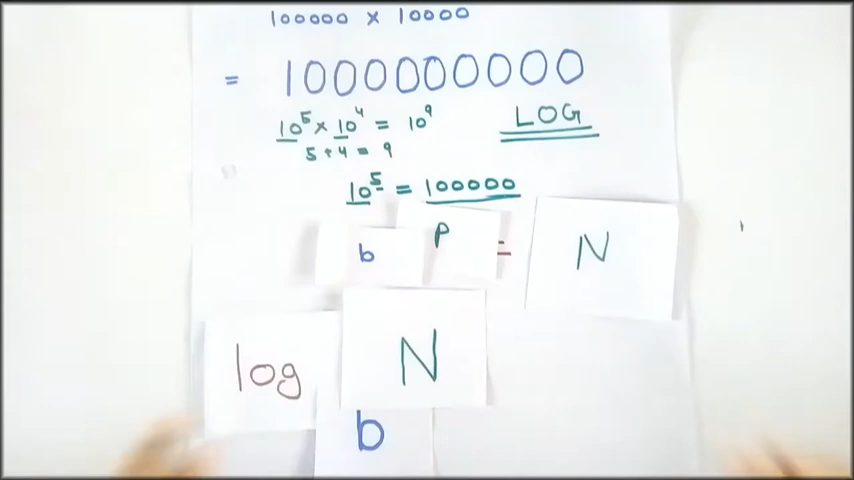 100000 x 10000
= 1000000000
10⁵ x 10⁴ = 10⁹
LOG
5 + 4 = 9
10⁵ = 100000
b P = N
log N
b